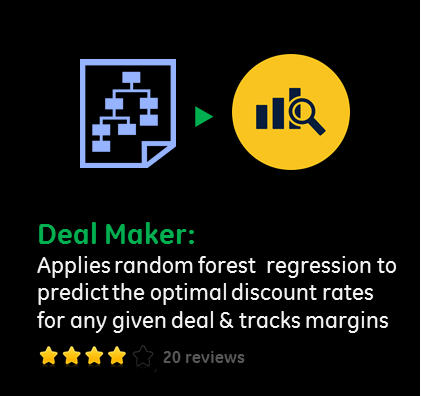 Deal Maker:
Applies random forest regression to
predict the optimal discount rates
for any given deal & tracks margins
20 reviews